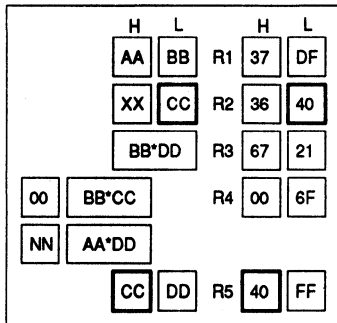 H L H L
AA BB R1 37 DF
XX CC R2 36 40
BB*DD R3 67 21
00 BB*CC R4 00 6F
NN AA*DD
CC DD R5 40 FF